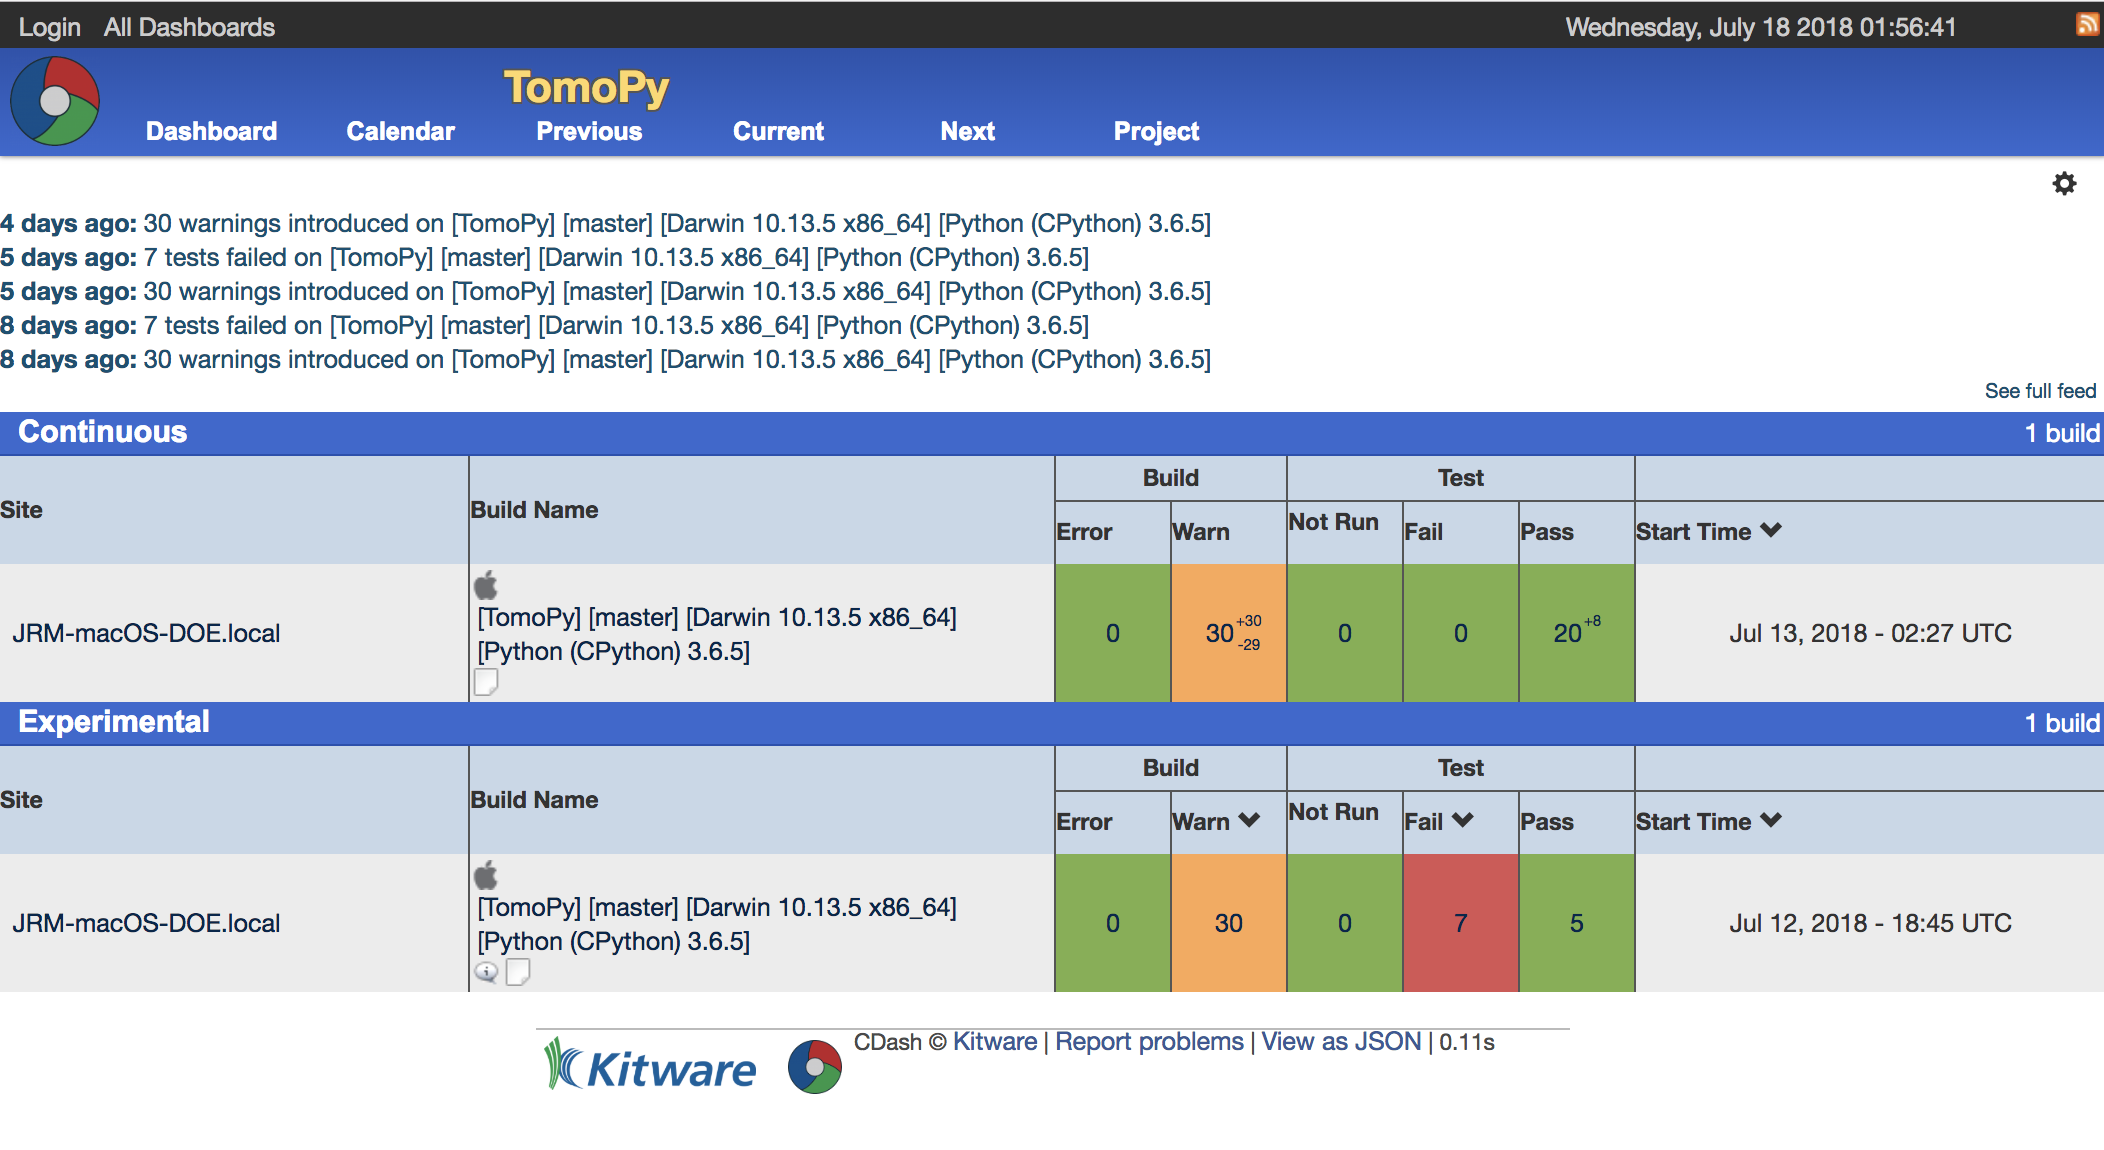 Login All Dashboards Wednesday, July 18 2018 01:56:41
TomoPy
Dashboard Calendar Previous Current Next Project
4 days ago: 30 warnings introduced on [TomoPy] [master] [Darwin 10.13.5 x86_64] [Python (CPython) 3.6.5]
5 days ago: 7 tests failed on [TomoPy] [master] [Darwin 10.13.5 x86_64] [Python (CPython) 3.6.5]
5 days ago: 30 warnings introduced on [TomoPy] [master] [Darwin 10.13.5 x86_64] [Python (CPython) 3.6.5]
8 days ago: 7 tests failed on [TomoPy] [master] [Darwin 10.13.5 x86_64] [Python (CPython) 3.6.5]
8 days ago: 30 warnings introduced on [TomoPy] [master] [Darwin 10.13.5 x86_64] [Python (CPython) 3.6.5]
See full feed
Continuous 1 build
Build Test
Site Build Name Error Warn Not Run Fail Pass Start Time
[TomoPy] [master] [Darwin 10.13.5 x86_64]
JRM-macOS-DOE.local 0 30 +30 -29 0 0 20 +8 Jul 13, 2018 - 02:27 UTC
[Python (CPython) 3.6.5]
Experimental 1 build
Build Test
Site Build Name Error Warn Not Run Fail Pass Start Time
[TomoPy] [master] [Darwin 10.13.5 x86_64]
JRM-macOS-DOE.local 0 30 0 7 5 Jul 12, 2018 - 18:45 UTC
[Python (CPython) 3.6.5]
Kitware CDash © Kitware | Report problems | View as JSON | 0.11s